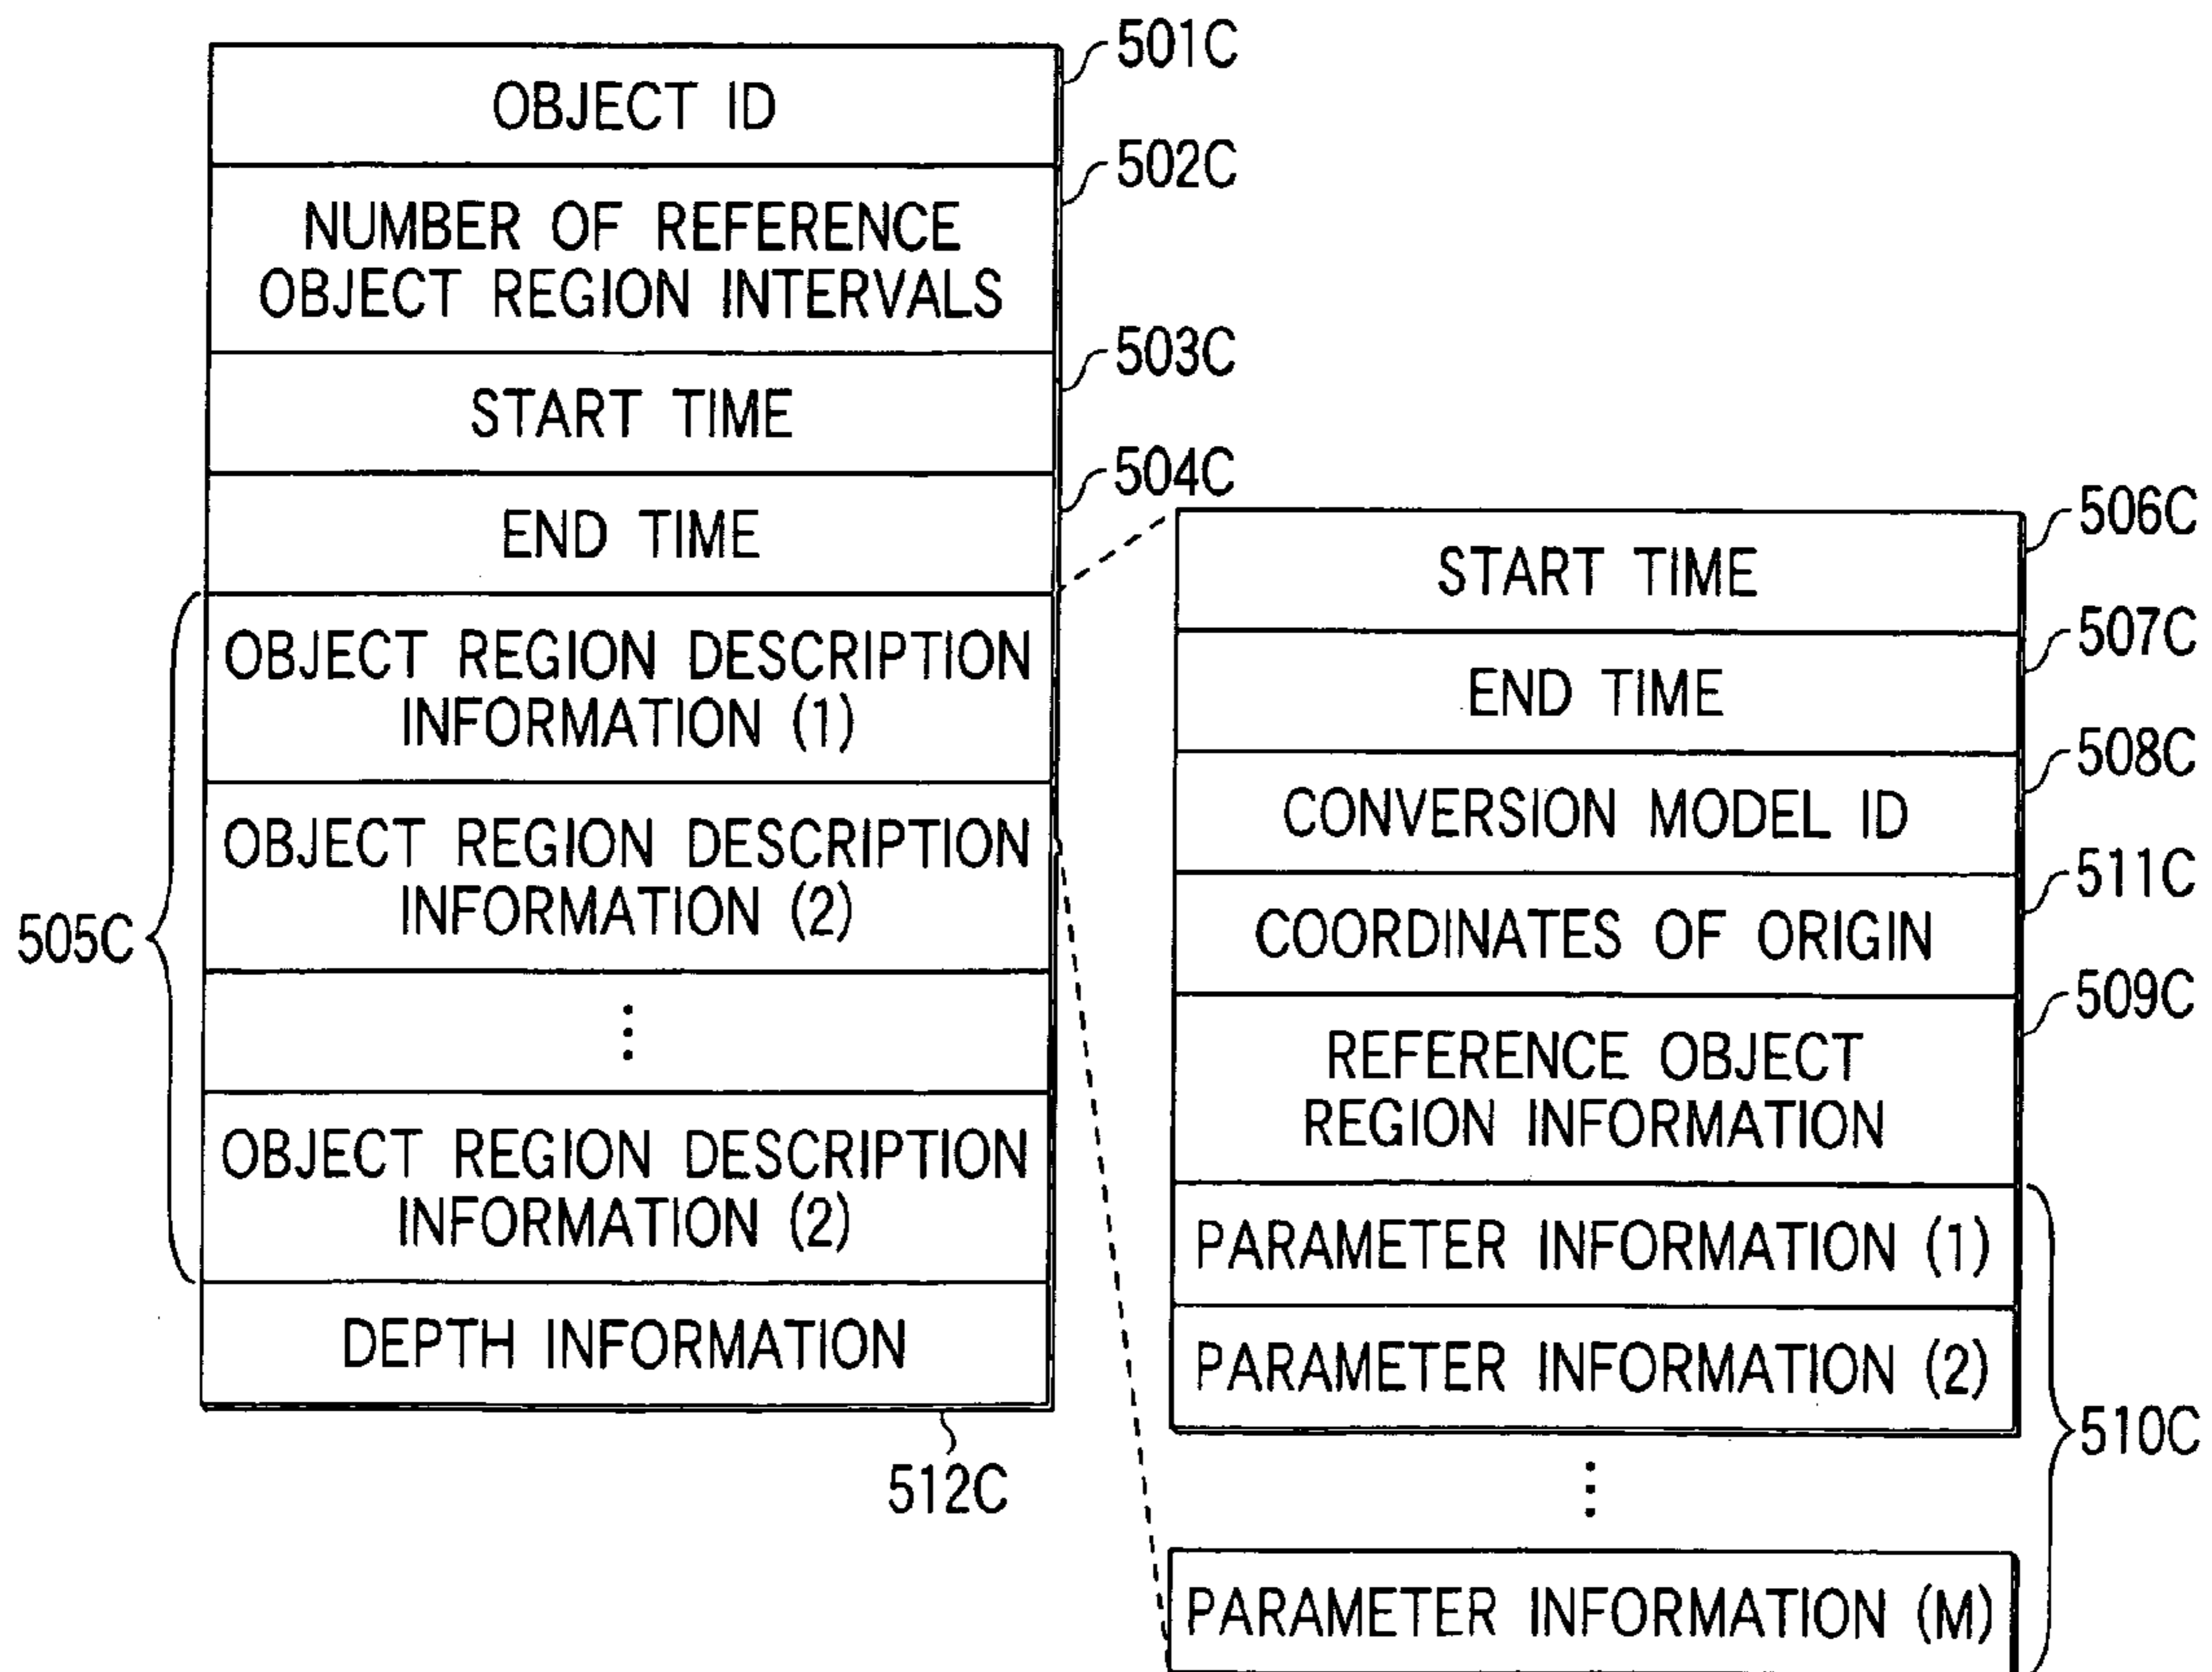 501C
OBJECT ID
502C
NUMBER OF REFERENCE
OBJECT REGION INTERVALS
503C
START TIME
504C
END TIME
505C
OBJECT REGION DESCRIPTION
INFORMATION (1)
OBJECT REGION DESCRIPTION
INFORMATION (2)
⋮
OBJECT REGION DESCRIPTION
INFORMATION (2)
DEPTH INFORMATION
512C
506C
START TIME
507C
END TIME
508C
CONVERSION MODEL ID
511C
COORDINATES OF ORIGIN
509C
REFERENCE OBJECT
REGION INFORMATION
PARAMETER INFORMATION (1)
PARAMETER INFORMATION (2)
510C
⋮
PARAMETER INFORMATION (M)